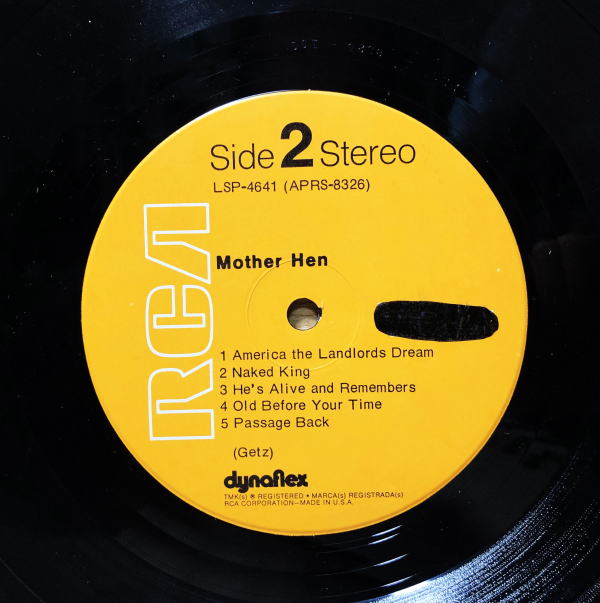 Side 2 Stereo
LSP-4641 (APRS-8326)
RCA
Mother Hen
1 America the Landlords Dream
2 Naked King
3 He's Alive and Remembers
4 Old Before Your Time
5 Passage Back
(Getz)
dynaflex
TMK(s) ® REGISTERED • MARCA(s) REGISTRADA(s)
RCA CORPORATION—MADE IN U.S.A.